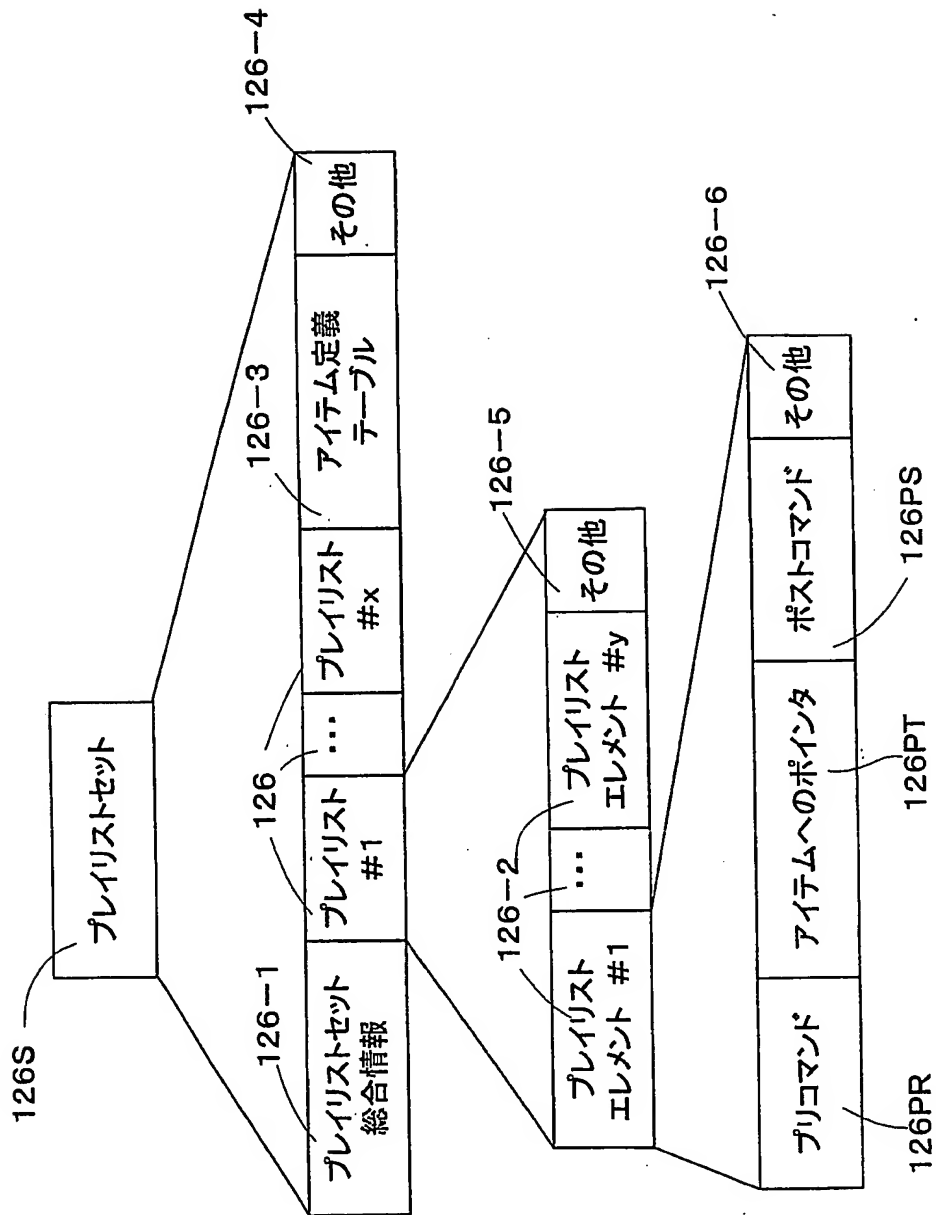 126S
プレイリストセット
126-1
126
126-3
126-4
プレイリストセット
総合情報
プレイリスト
#1
・・・
プレイリスト
#x
アイテム定義
テーブル
その他
126-2
126-5
プレイリスト
エレメント #1
・・・
プレイリスト
エレメント #y
その他
126-6
プリコマンド
アイテムへのポインタ
ポストコマンド
その他
126PR
126PT
126PS